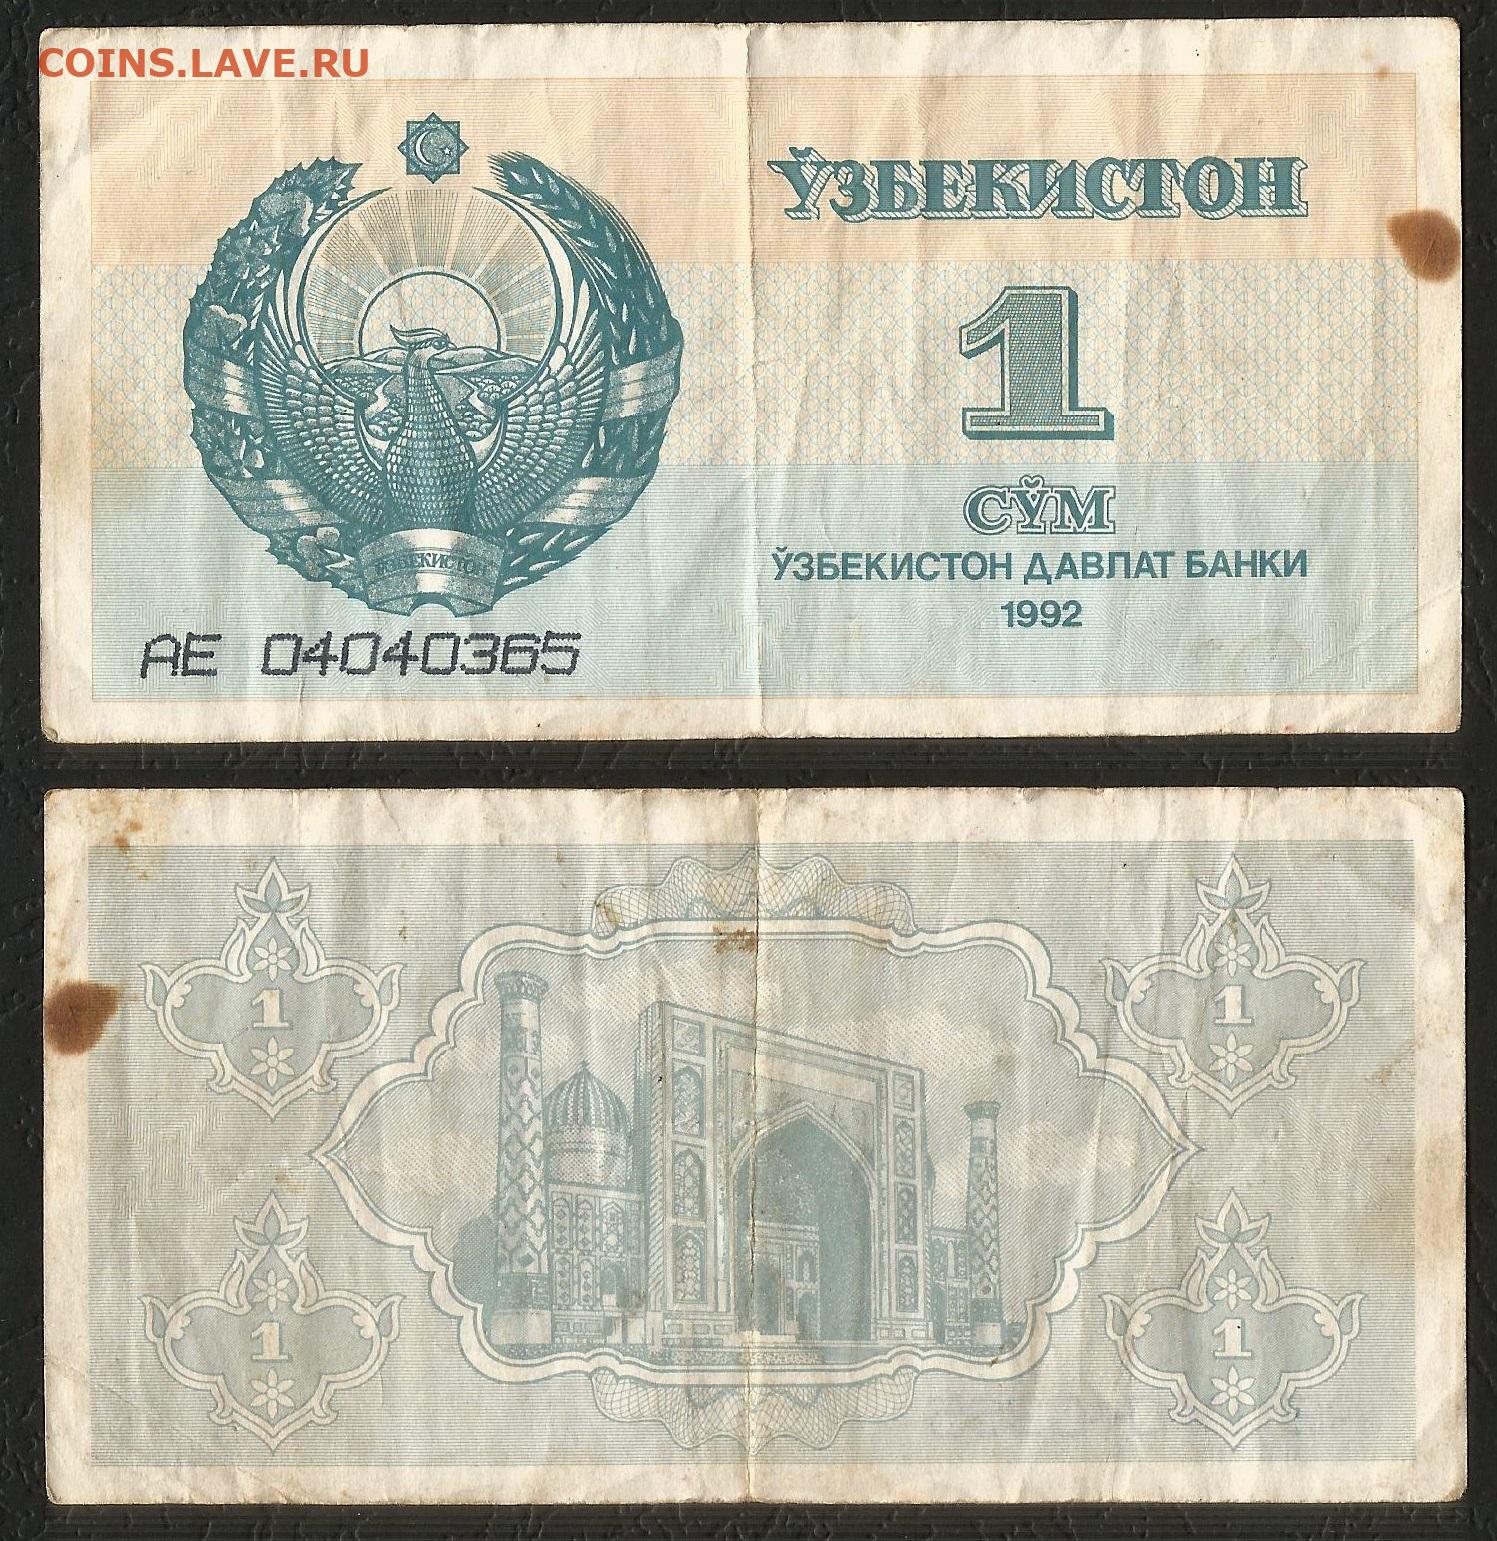 COINS.LAVE.RU
ЎЗБЕКИСТОН
1
СЎМ
ЎЗБЕКИСТОН ДАВЛАТ БАНКИ
1992
ЎЗБЕКИСТОН
АЕ 04040365
1 1
1 1